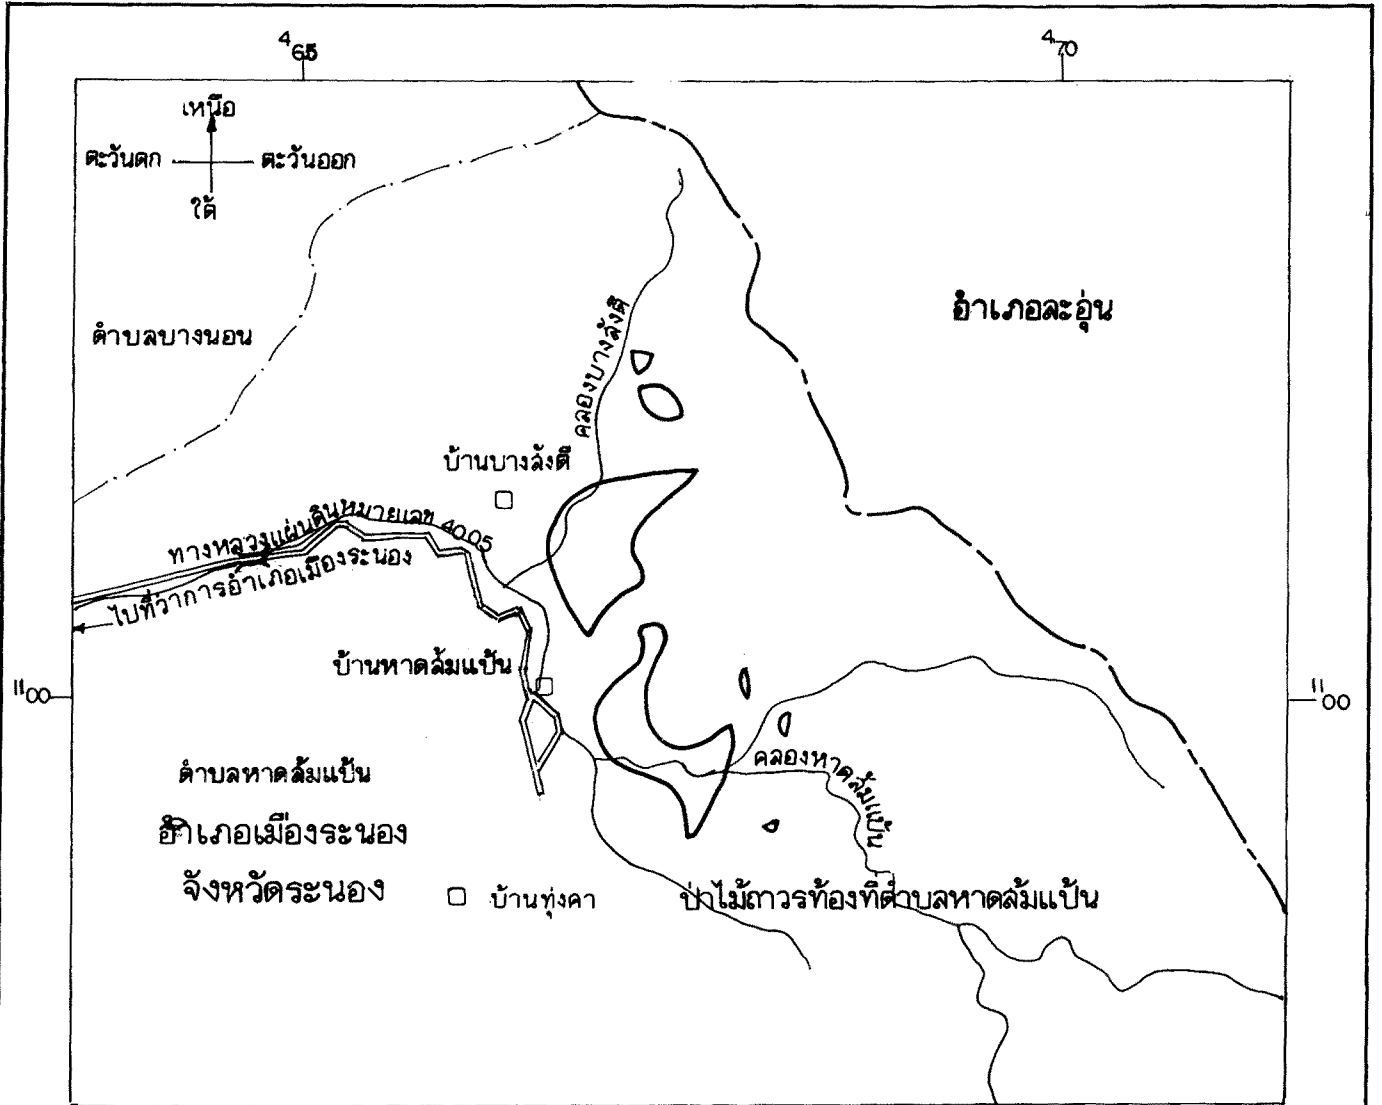 465
470
เหนือ
ตะวันตก
ตะวันออก
ใต้
อำเภอละอุ่น
ตำบลบางนอน
คลองบางลังตี
บ้านบางลังตี
ทางหลวงแผ่นดินหมายเลข 4005
ไปที่ว่าการอำเภอเมืองระนอง
บ้านหาดส้มแป้น
1100
1100
คลองหาดส้มแป้น
ตำบลหาดส้มแป้น
อำเภอเมืองระนอง
จังหวัดระนอง
บ้านทุ่งคา
ป่าไม้ถาวรท้องที่ตำบลหาดส้มแป้น